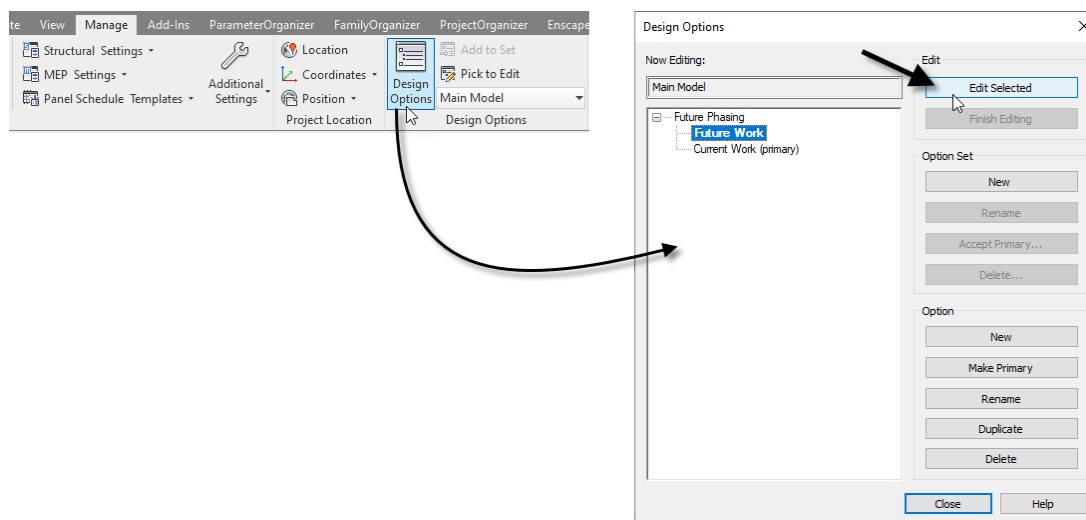 te View Manage Add-Ins ParameterOrganizer FamilyOrganizer ProjectOrganizer Enscape
Structural Settings
MEP Settings
Panel Schedule Templates
Additional
Settings
Location
Coordinates
Position
Project Location
Design
Options
Add to Set
Pick to Edit
Main Model
Design Options
Design Options
Now Editing:
Main Model
Future Phasing
Future Work
Current Work (primary)
Edit
Edit Selected
Finish Editing
Option Set
New
Rename
Accept Primary...
Delete...
Option
New
Make Primary
Rename
Duplicate
Delete
Close Help